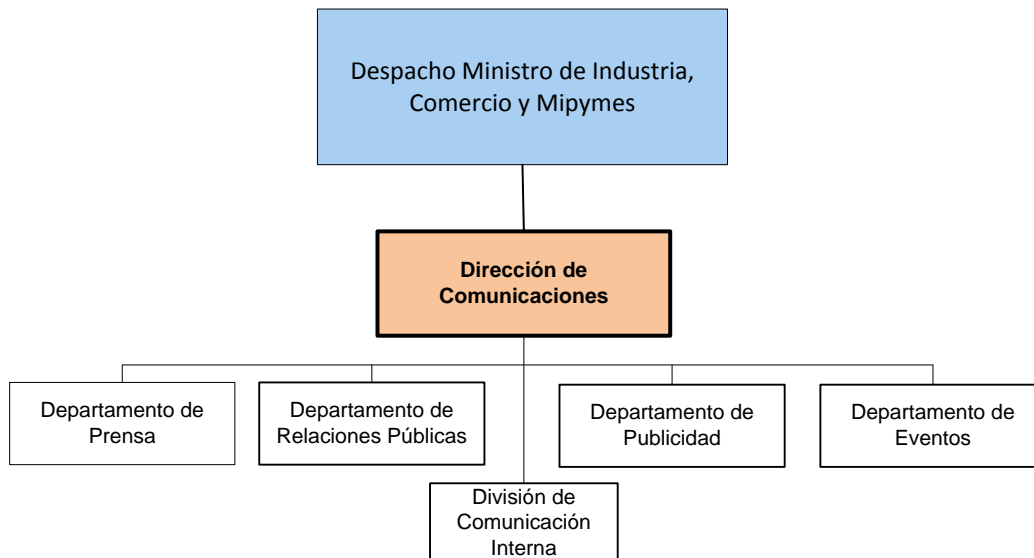 Despacho Ministro de Industria,
Comercio y Mipymes
Dirección de
Comunicaciones
Departamento de
Prensa
Departamento de
Relaciones Públicas
Departamento de
Publicidad
Departamento de
Eventos
División de
Comunicación
Interna